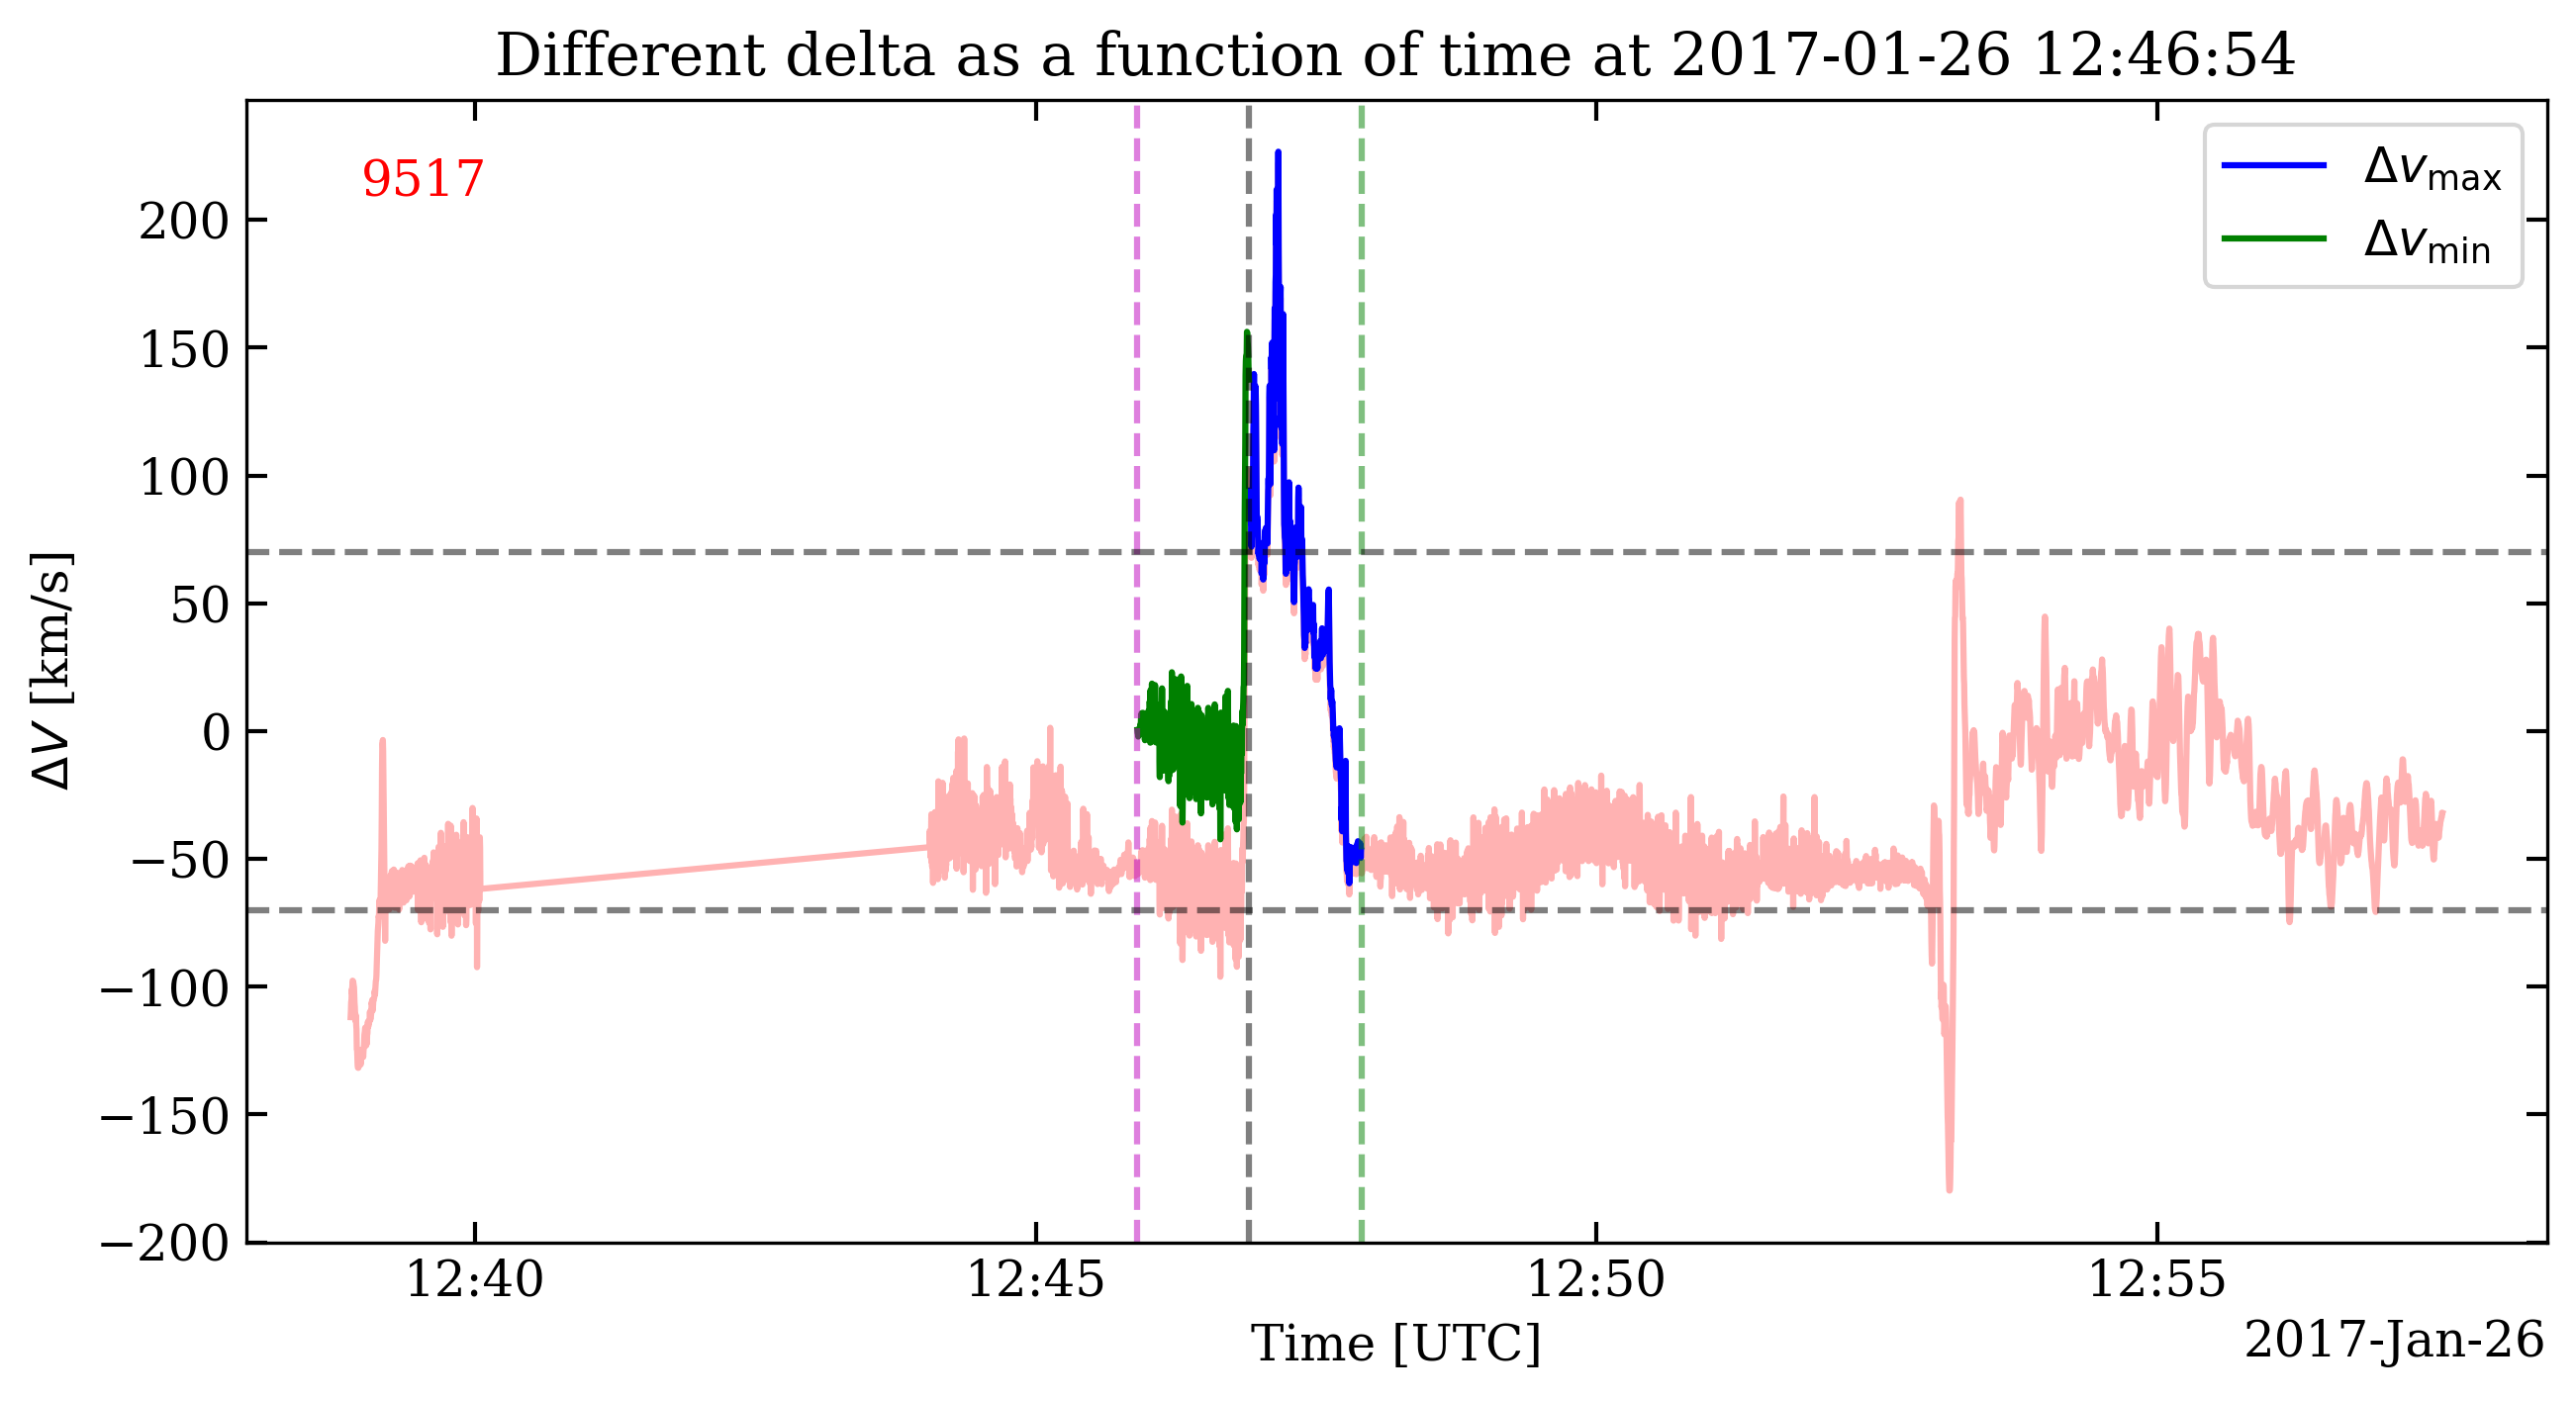 Different delta as a function of time at 2017-01-26 12:46:54
9517
Δv_max
Δv_min
200
150
100
50
0
−50
−100
−150
−200
ΔV [km/s]
12:40 12:45 12:50 12:55
Time [UTC]
2017-Jan-26